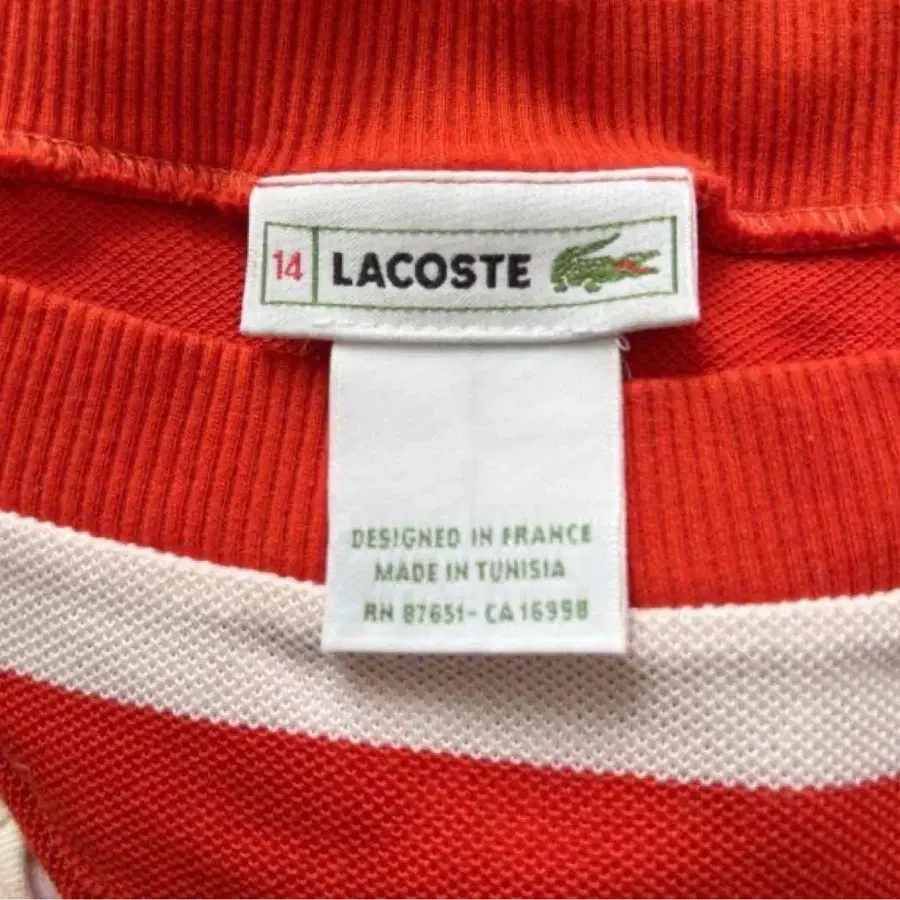 14 LACOSTE
DESIGNED IN FRANCE
MADE IN TUNISIA
RN 87651 - CA 16998